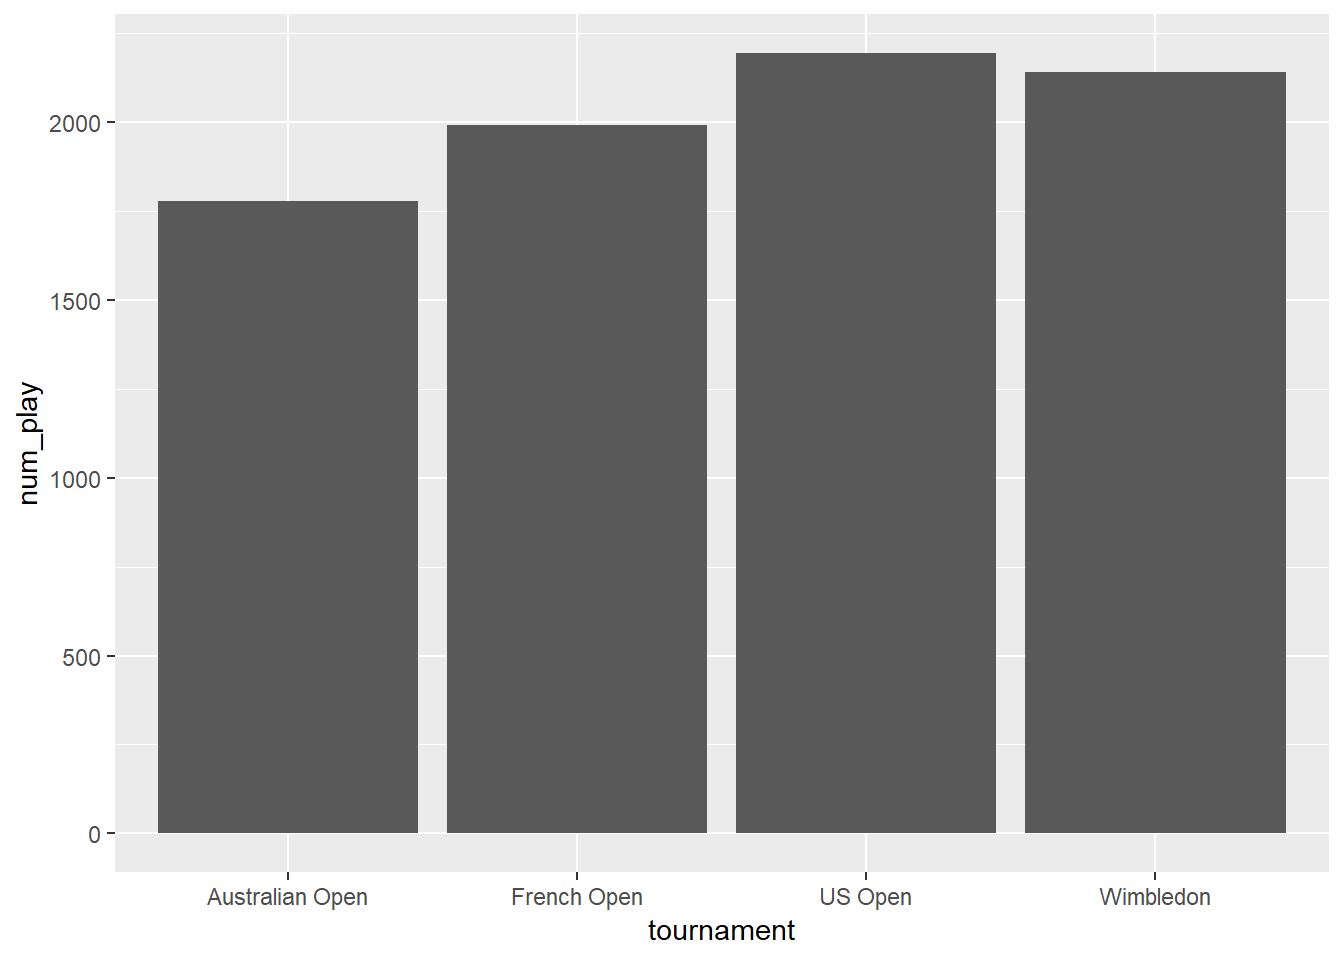 2000
1500
1000
500
0
num_play
Australian Open
French Open
US Open
Wimbledon
tournament